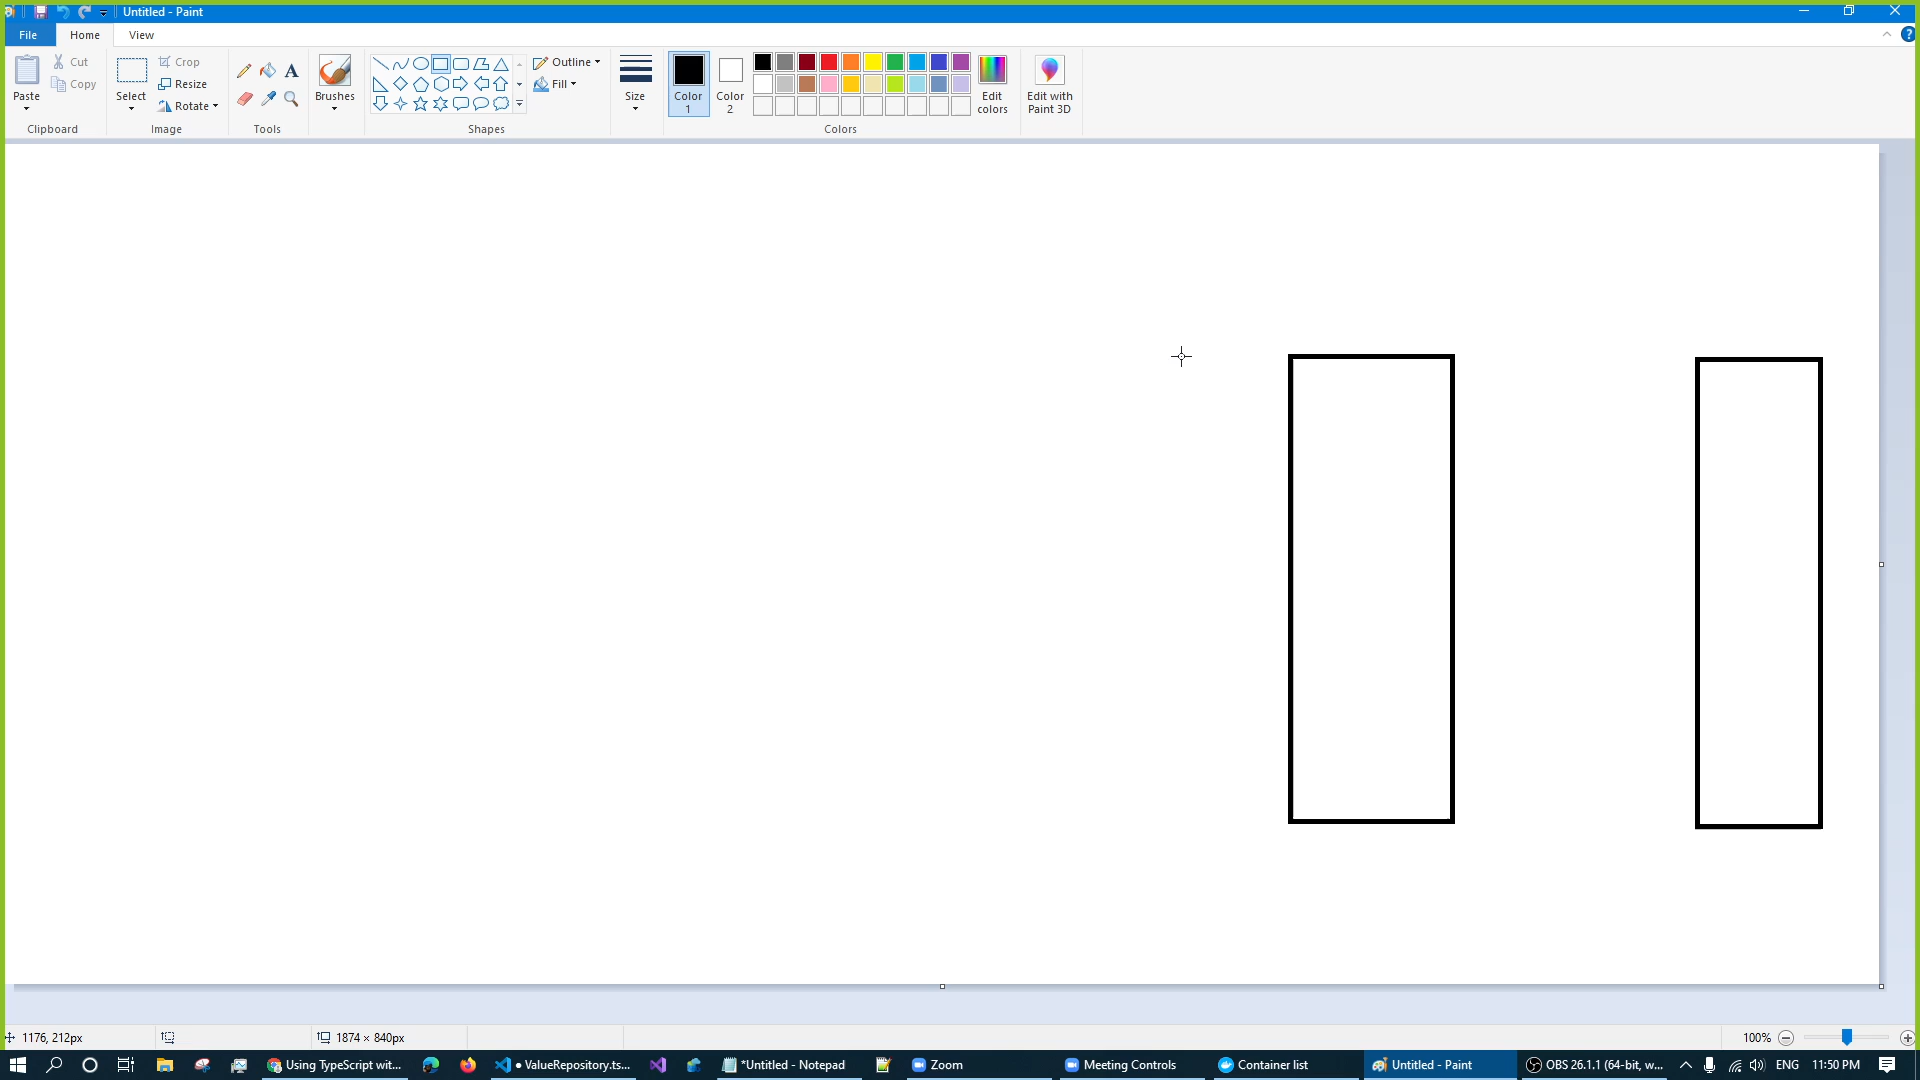 Untitled - Paint
File Home View
Paste
Cut
Copy
Clipboard
Select
Crop
Resize
Rotate
Image
A
Tools
Brushes
Shapes
Outline
Fill
Size
Color 1
Color 2
Colors
Edit colors
Edit with Paint 3D
?
1176, 212px
1874 × 840px
100%
Using TypeScript wit...
• ValueRepository.ts...
*Untitled - Notepad
Zoom
Meeting Controls
Container list
Untitled - Paint
OBS 26.1.1 (64-bit, w...
ENG
11:50 PM